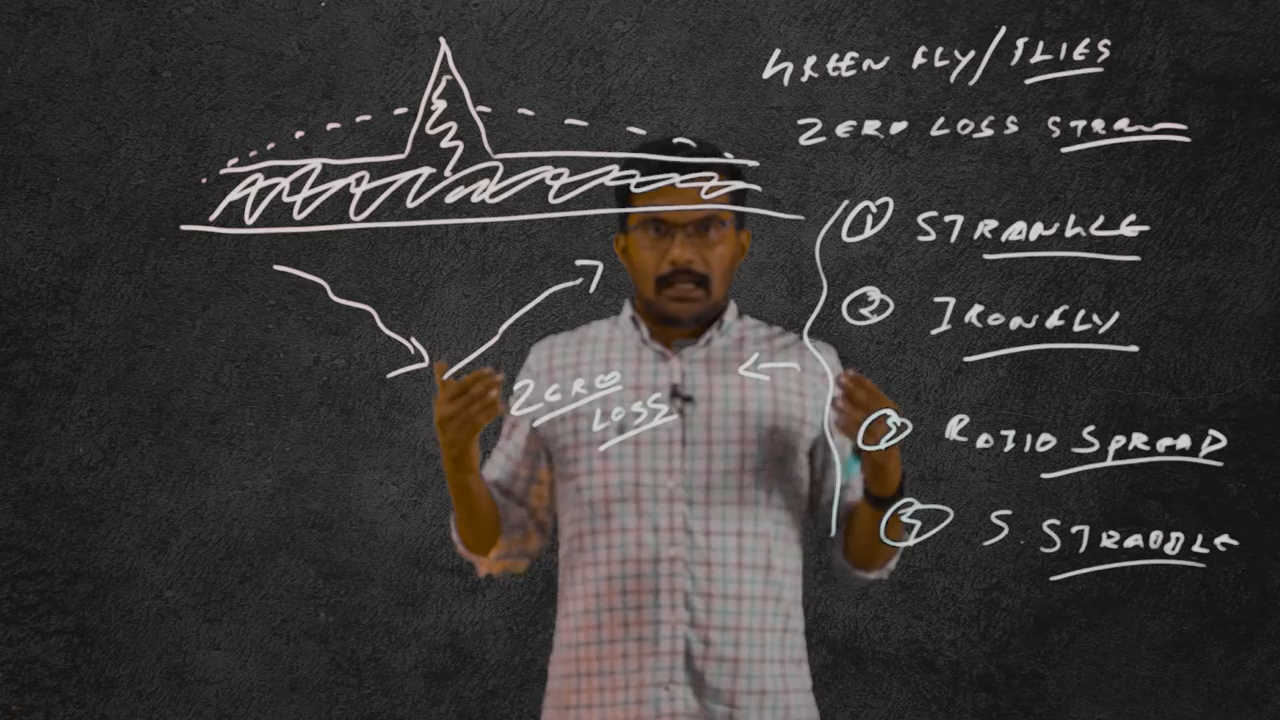 GREEN FLY/FLIES
ZERO LOSS STRAT
① STRANGLE
② IRONFLY
③ RATIO SPREAD
④ S. STRADDLE
ZERO
LOSS